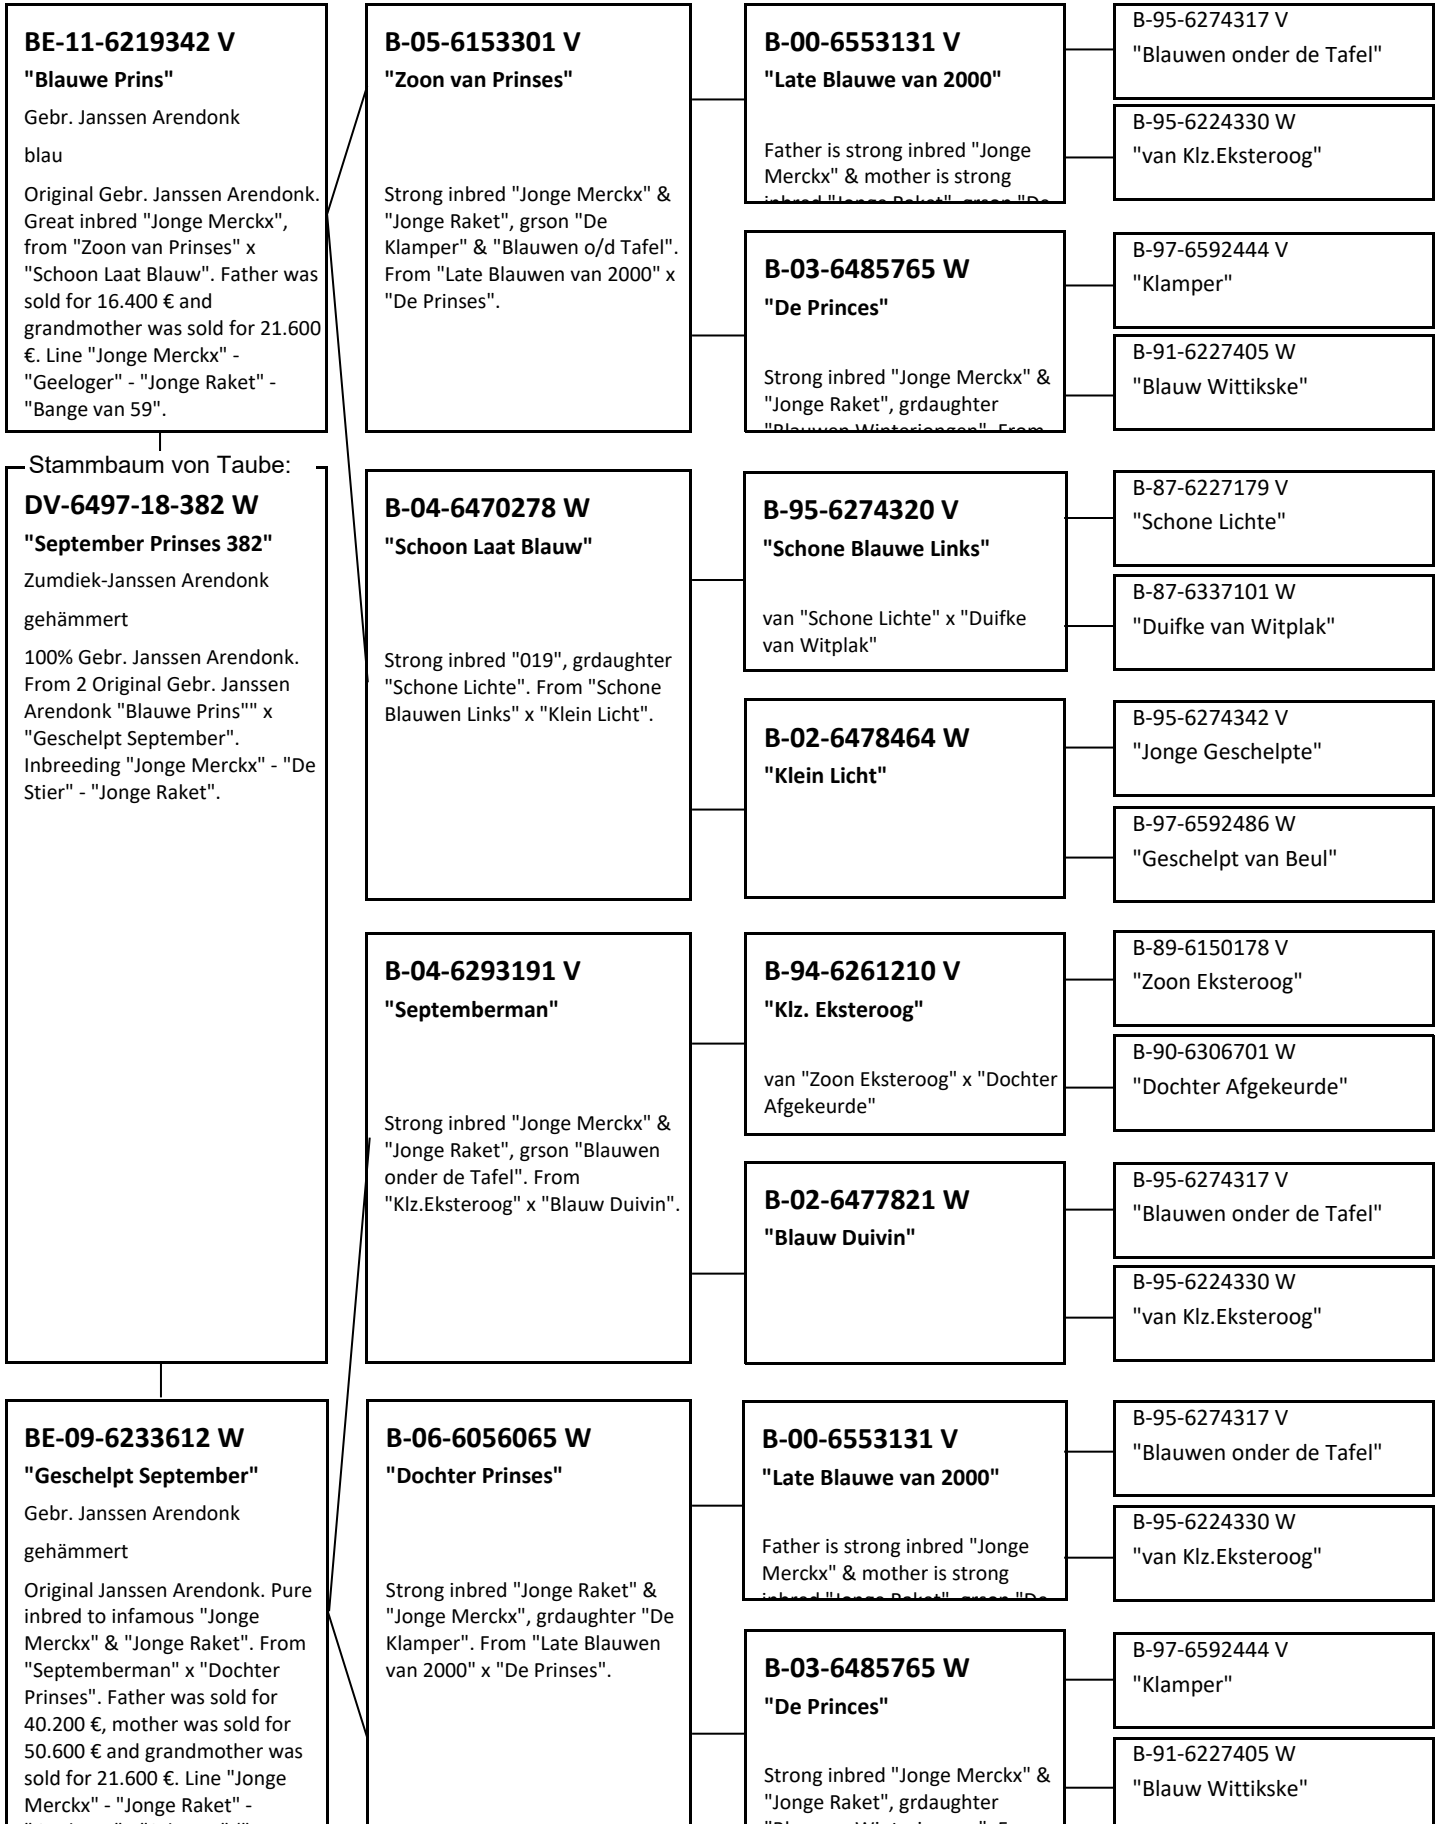 BE-11-6219342 V
"Blauwe Prins"
Gebr. Janssen Arendonk
blau
Original Gebr. Janssen Arendonk.
Great inbred "Jonge Merckx",
from "Zoon van Prinses" x
"Schoon Laat Blauw". Father was
sold for 16.400 € and
grandmother was sold for 21.600
€. Line "Jonge Merckx" -
"Geeloger" - "Jonge Raket" -
"Bange van 59".
Stammbaum von Taube:
DV-6497-18-382 W
"September Prinses 382"
Zumdiek-Janssen Arendonk
gehämmert
100% Gebr. Janssen Arendonk.
From 2 Original Gebr. Janssen
Arendonk "Blauwe Prins"" x
"Geschelpt September".
Inbreeding "Jonge Merckx" - "De
Stier" - "Jonge Raket".
BE-09-6233612 W
"Geschelpt September"
Gebr. Janssen Arendonk
gehämmert
Original Janssen Arendonk. Pure
inbred to infamous "Jonge
Merckx" & "Jonge Raket". From
"Septemberman" x "Dochter
Prinses". Father was sold for
40.200 €, mother was sold for
50.600 € and grandmother was
sold for 21.600 €. Line "Jonge
Merckx" - "Jonge Raket" -
B-05-6153301 V
"Zoon van Prinses"
Strong inbred "Jonge Merckx" &
"Jonge Raket", grson "De
Klamper" & "Blauwen o/d Tafel".
From "Late Blauwen van 2000" x
"De Prinses".
B-04-6470278 W
"Schoon Laat Blauw"
Strong inbred "019", grdaughter
"Schone Lichte". From "Schone
Blauwen Links" x "Klein Licht".
B-04-6293191 V
"Septemberman"
Strong inbred "Jonge Merckx" &
"Jonge Raket", grson "Blauwen
onder de Tafel". From
"Klz.Eksteroog" x "Blauw Duivin".
B-06-6056065 W
"Dochter Prinses"
Strong inbred "Jonge Raket" &
"Jonge Merckx", grdaughter "De
Klamper". From "Late Blauwen
van 2000" x "De Prinses".
B-00-6553131 V
"Late Blauwe van 2000"
Father is strong inbred "Jonge
Merckx" & mother is strong
inbred "Jonge Raket", grson "De
B-03-6485765 W
"De Princes"
Strong inbred "Jonge Merckx" &
"Jonge Raket", grdaughter
"Blauwen Winterjongen". From
B-95-6274320 V
"Schone Blauwe Links"
van "Schone Lichte" x "Duifke
van Witplak"
B-02-6478464 W
"Klein Licht"
B-94-6261210 V
"Klz. Eksteroog"
van "Zoon Eksteroog" x "Dochter
Afgekeurde"
B-02-6477821 W
"Blauw Duivin"
B-00-6553131 V
"Late Blauwe van 2000"
Father is strong inbred "Jonge
Merckx" & mother is strong
inbred "Jonge Raket", grson "De
B-03-6485765 W
"De Princes"
Strong inbred "Jonge Merckx" &
"Jonge Raket", grdaughter
B-95-6274317 V
"Blauwen onder de Tafel"
B-95-6224330 W
"van Klz.Eksteroog"
B-97-6592444 V
"Klamper"
B-91-6227405 W
"Blauw Wittikske"
B-87-6227179 V
"Schone Lichte"
B-87-6337101 W
"Duifke van Witplak"
B-95-6274342 V
"Jonge Geschelpte"
B-97-6592486 W
"Geschelpt van Beul"
B-89-6150178 V
"Zoon Eksteroog"
B-90-6306701 W
"Dochter Afgekeurde"
B-95-6274317 V
"Blauwen onder de Tafel"
B-95-6224330 W
"van Klz.Eksteroog"
B-95-6274317 V
"Blauwen onder de Tafel"
B-95-6224330 W
"van Klz.Eksteroog"
B-97-6592444 V
"Klamper"
B-91-6227405 W
"Blauw Wittikske"